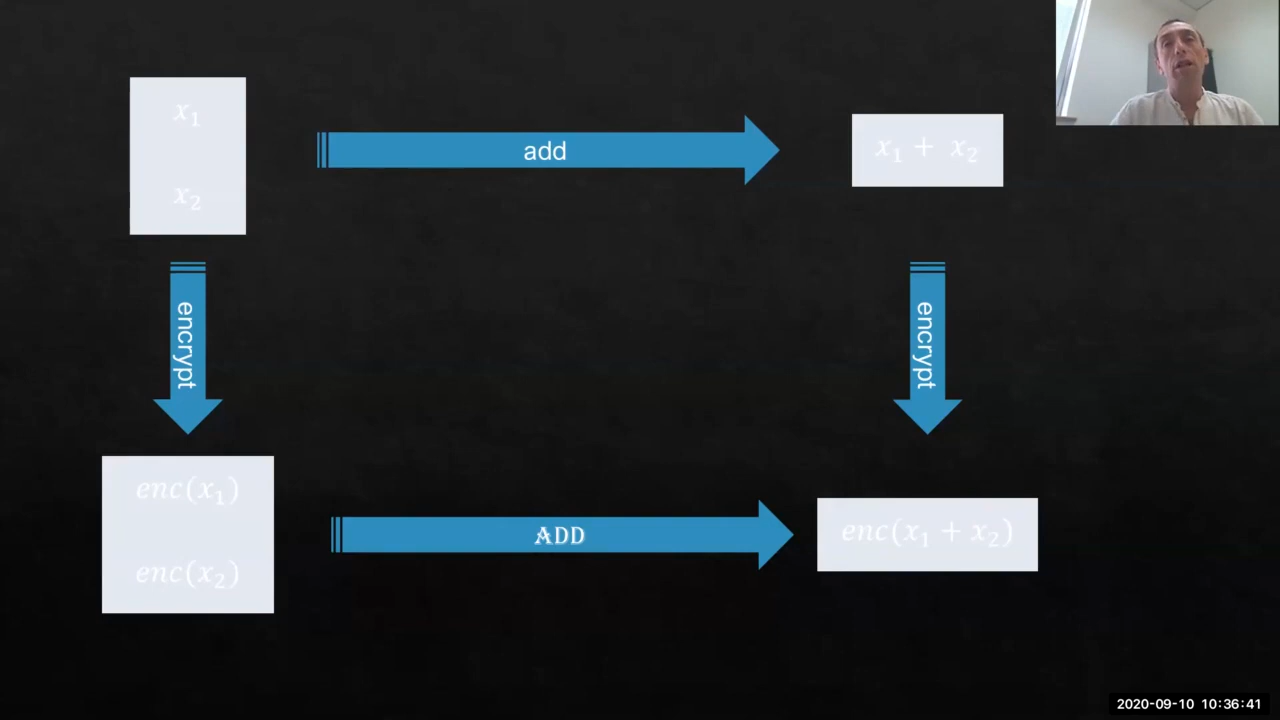 x₁
add
x₁ + x₂
x₂
encrypt
encrypt
enc(x₁)
ADD
enc(x₁ + x₂)
enc(x₂)
2020-09-10 10:36:41